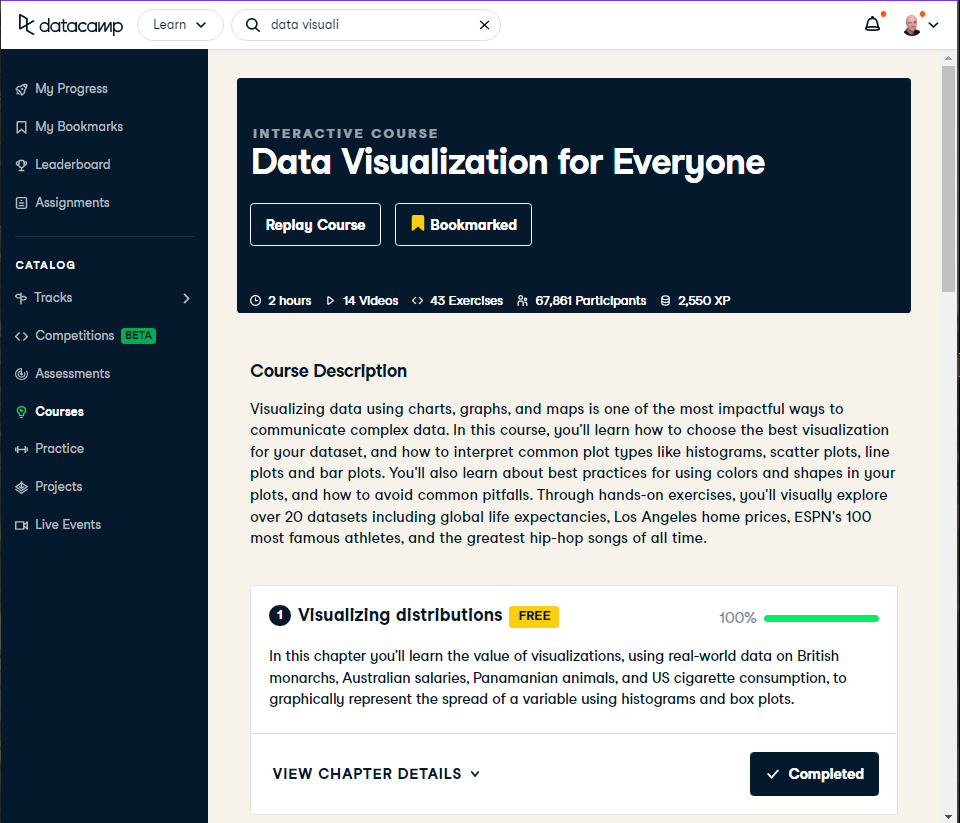 datacamp
Learn
data visuali
My Progress
My Bookmarks
Leaderboard
Assignments
CATALOG
Tracks
Competitions BETA
Assessments
Courses
Practice
Projects
Live Events
INTERACTIVE COURSE
Data Visualization for Everyone
Replay Course
Bookmarked
2 hours 14 Videos 43 Exercises 67,861 Participants 2,550 XP
Course Description
Visualizing data using charts, graphs, and maps is one of the most impactful ways to
communicate complex data. In this course, you'll learn how to choose the best visualization
for your dataset, and how to interpret common plot types like histograms, scatter plots, line
plots and bar plots. You'll also learn about best practices for using colors and shapes in your
plots, and how to avoid common pitfalls. Through hands-on exercises, you'll visually explore
over 20 datasets including global life expectancies, Los Angeles home prices, ESPN's 100
most famous athletes, and the greatest hip-hop songs of all time.
1 Visualizing distributions FREE
100%
In this chapter you'll learn the value of visualizations, using real-world data on British
monarchs, Australian salaries, Panamanian animals, and US cigarette consumption, to
graphically represent the spread of a variable using histograms and box plots.
VIEW CHAPTER DETAILS
Completed